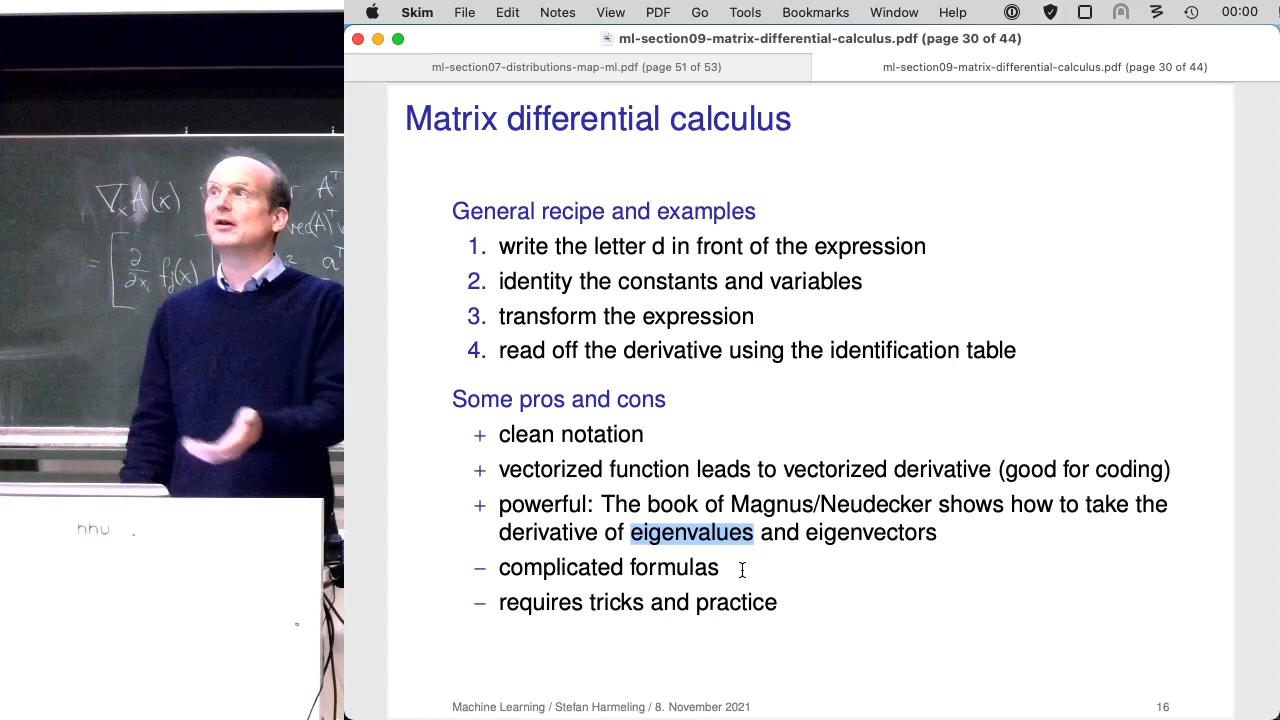 Skim File Edit Notes View PDF Go Tools Bookmarks Window Help 00:00
ml-section09-matrix-differential-calculus.pdf (page 30 of 44)
ml-section07-distributions-map-ml.pdf (page 51 of 53) ml-section09-matrix-differential-calculus.pdf (page 30 of 44)
Matrix differential calculus
General recipe and examples
1. write the letter d in front of the expression
2. identity the constants and variables
3. transform the expression
4. read off the derivative using the identification table
Some pros and cons
+ clean notation
+ vectorized function leads to vectorized derivative (good for coding)
+ powerful: The book of Magnus/Neudecker shows how to take the
derivative of eigenvalues and eigenvectors
− complicated formulas
− requires tricks and practice
Machine Learning / Stefan Harmeling / 8. November 2021 16
∇ₓ A(x)
= [ ∂/∂xᵢ fⱼ(x)